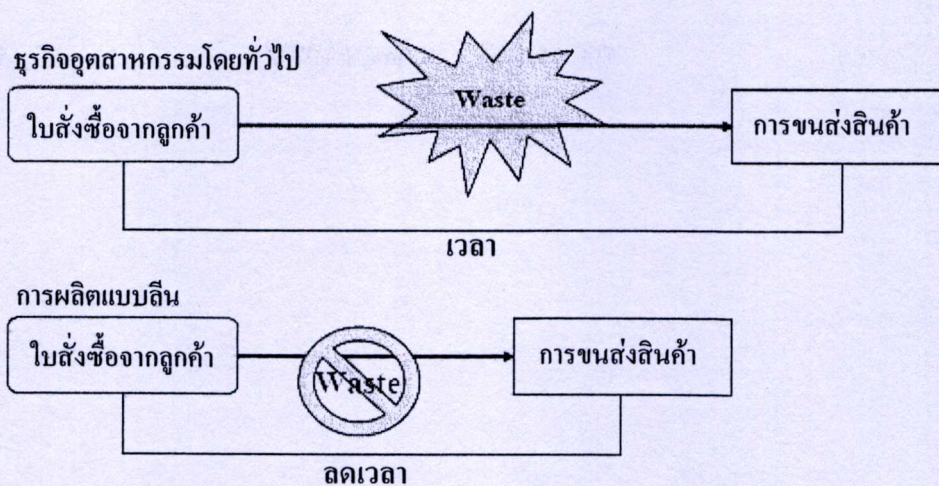 ธุรกิจอุตสาหกรรมโดยทั่วไป
Waste
ใบสั่งซื้อจากลูกค้า
การขนส่งสินค้า
เวลา
การผลิตแบบลีน
ใบสั่งซื้อจากลูกค้า
Waste
การขนส่งสินค้า
ลดเวลา